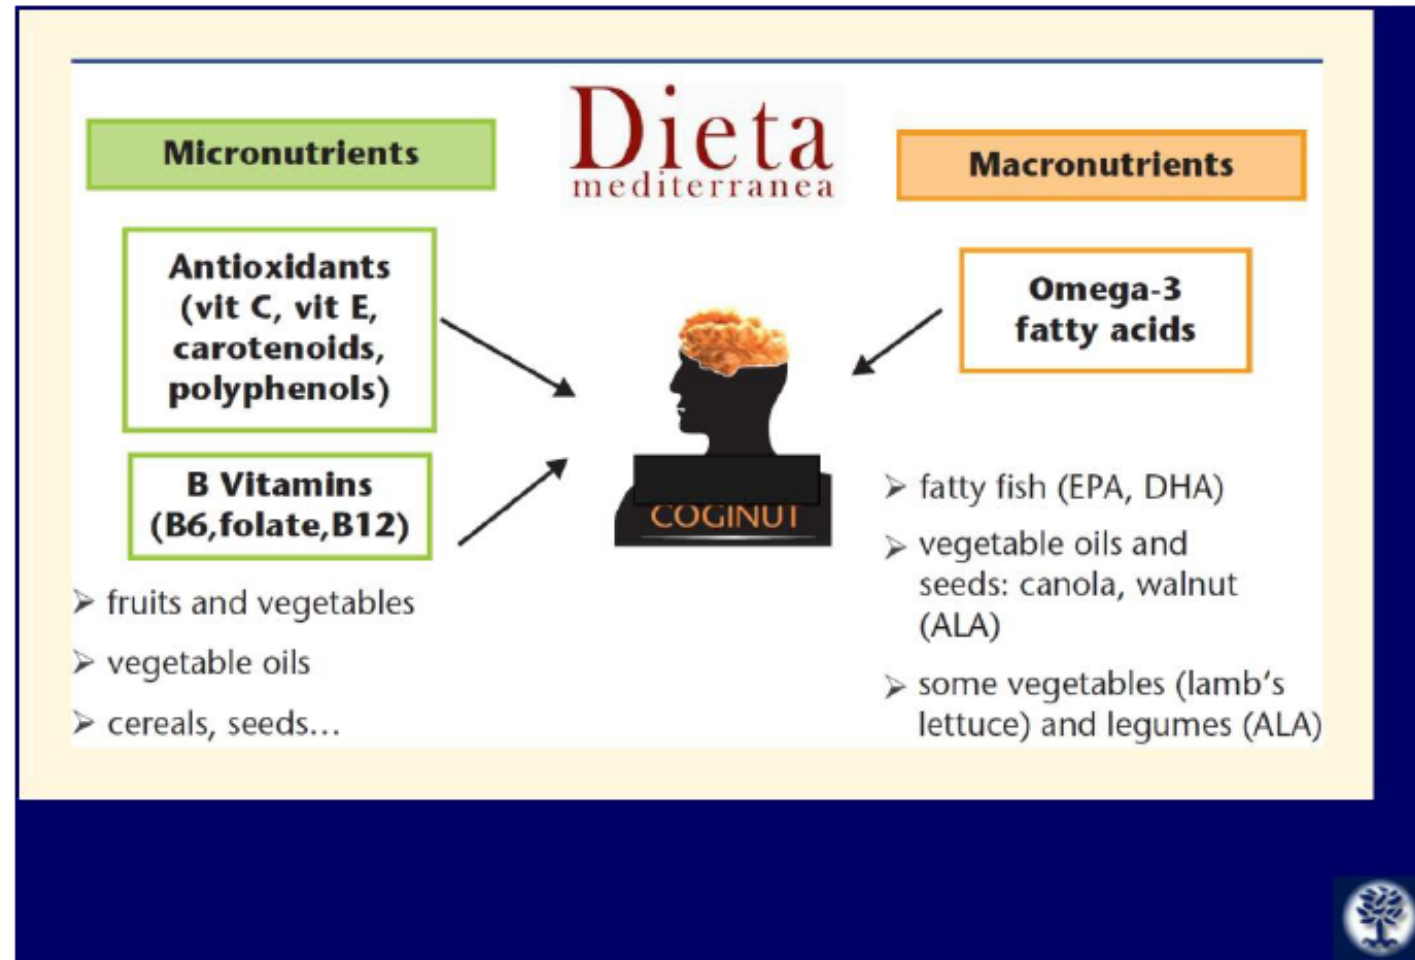 Dieta
mediterranea
Micronutrients
Antioxidants
(vit C, vit E,
carotenoids,
polyphenols)
B Vitamins
(B6,folate,B12)
➢ fruits and vegetables
➢ vegetable oils
➢ cereals, seeds...
COGINUT
Macronutrients
Omega-3
fatty acids
➢ fatty fish (EPA, DHA)
➢ vegetable oils and
seeds: canola, walnut
(ALA)
➢ some vegetables (lamb‘s
lettuce) and legumes (ALA)